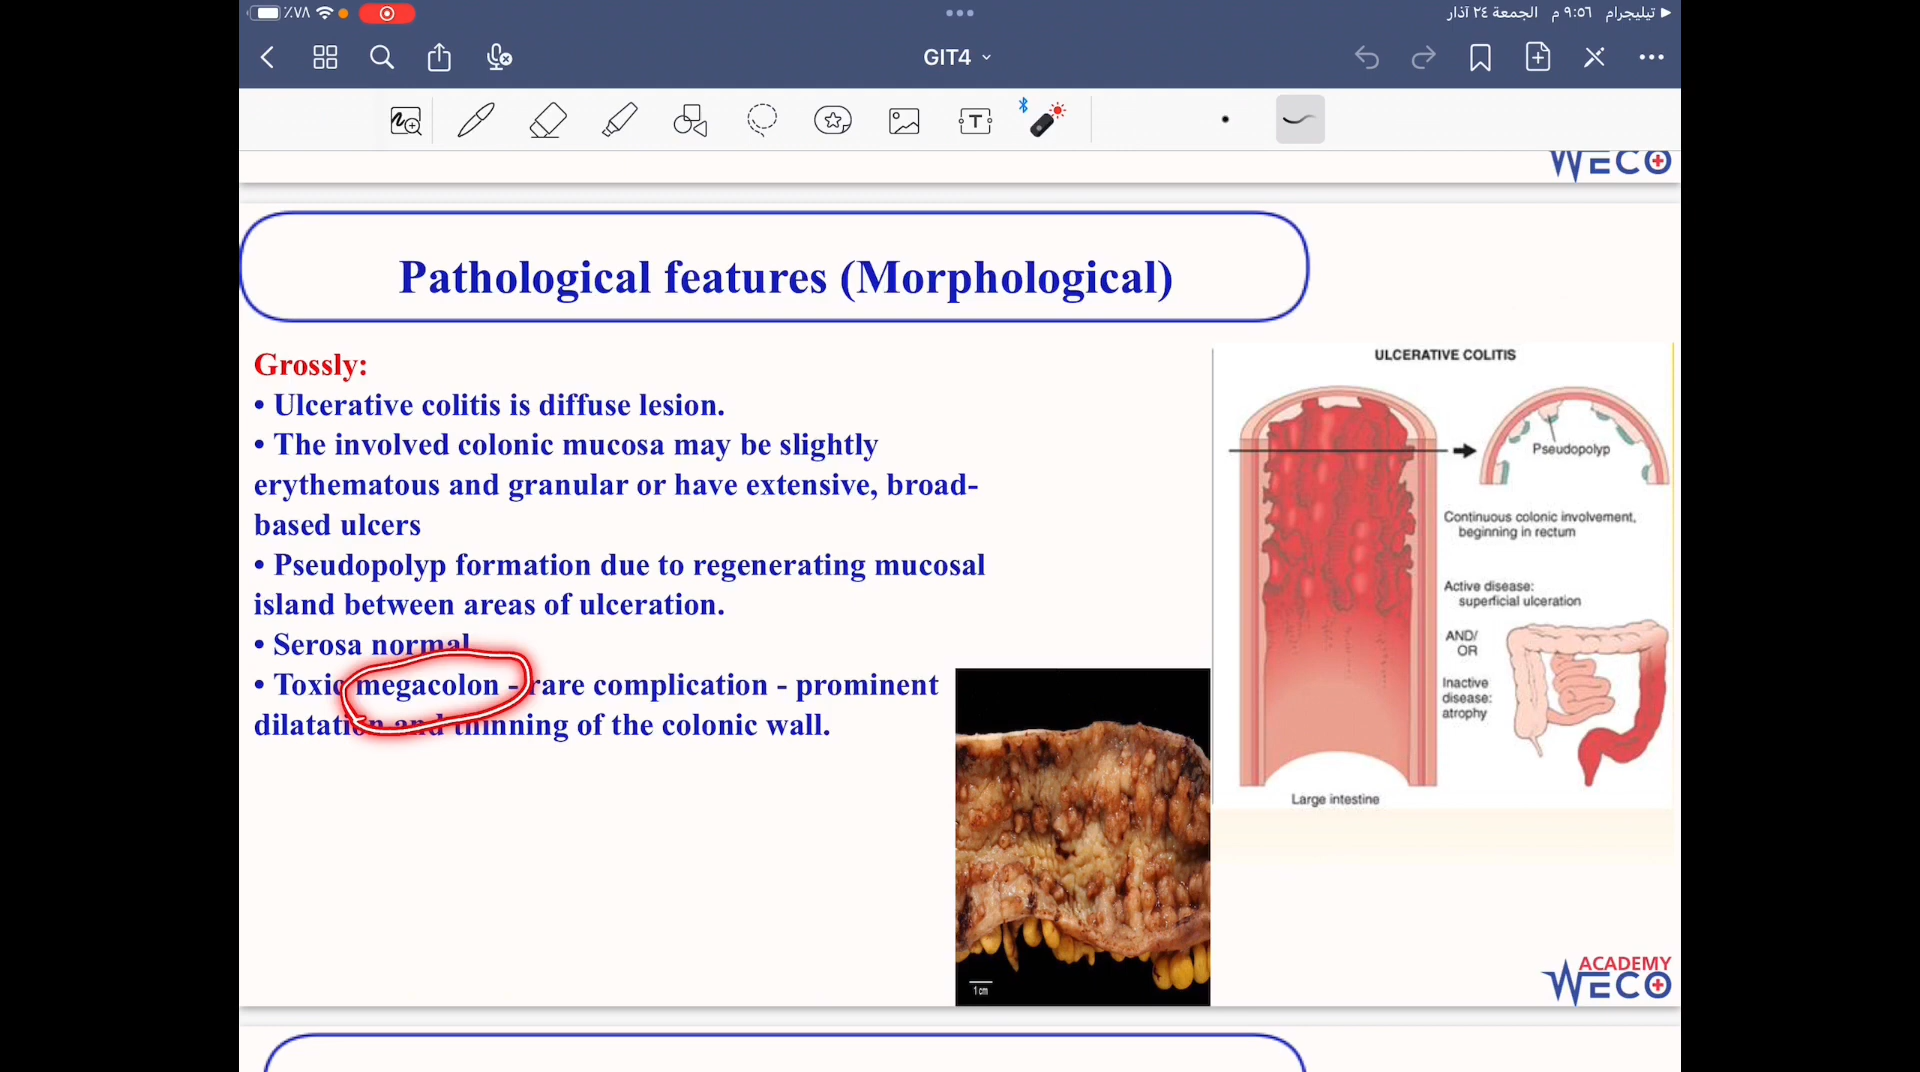 ٪٧٨
الجمعة ٢٤ آذار ٩:٥٦ م تيليجرام
GIT4
T
WECO
Pathological features (Morphological)
Grossly:
• Ulcerative colitis is diffuse lesion.
• The involved colonic mucosa may be slightly
erythematous and granular or have extensive, broad-
based ulcers
• Pseudopolyp formation due to regenerating mucosal
island between areas of ulceration.
• Serosa normal
• Toxic megacolon - rare complication - prominent
dilatation and thinning of the colonic wall.
ULCERATIVE COLITIS
Pseudopolyp
Continuous colonic involvement,
beginning in rectum
Active disease:
superficial ulceration
AND/
OR
Inactive
disease:
atrophy
Large intestine
1cm
ACADEMY
WECO